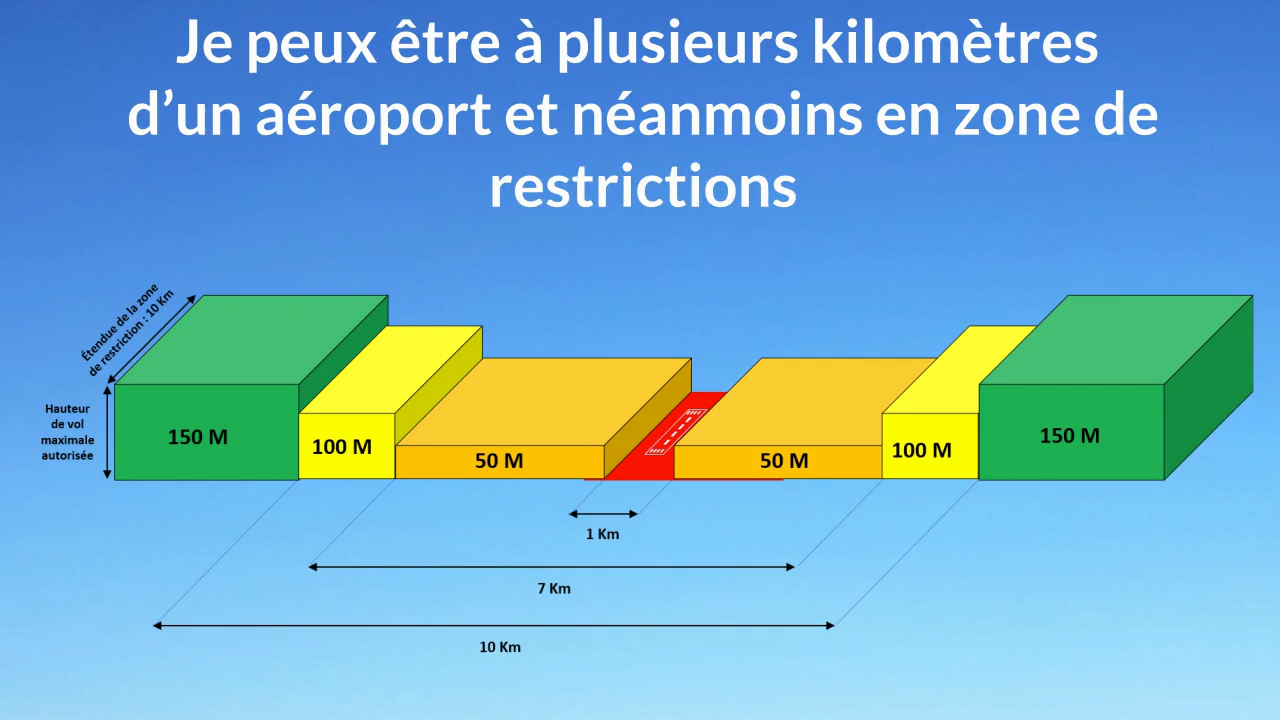 Je peux être à plusieurs kilomètres
d’un aéroport et néanmoins en zone de
restrictions
Étendue de la zone
de restriction : 10 Km
Hauteur
de vol
maximale
autorisée
150 M
100 M
50 M
50 M
100 M
150 M
1 Km
7 Km
10 Km